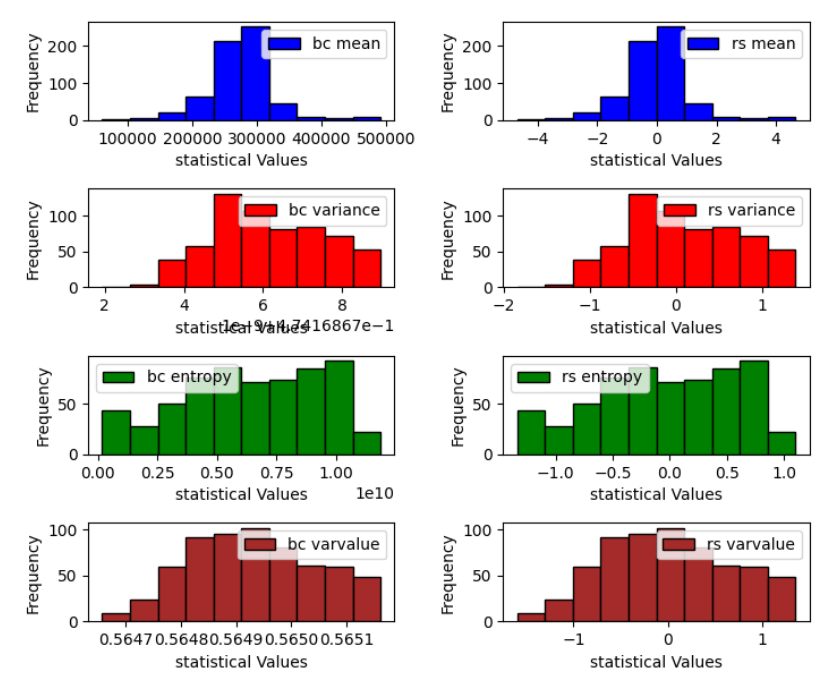 bc mean
Frequency
200
100
0
100000 200000 300000 400000 500000
statistical Values
rs mean
Frequency
200
100
0
−4 −2 0 2 4
statistical Values
bc variance
Frequency
100
50
0
2 4 6 8
statistical Values
1e−9+4.7416867e−1
rs variance
Frequency
100
50
0
−2 −1 0 1
statistical Values
bc entropy
Frequency
50
0
0.00 0.25 0.50 0.75 1.00
statistical Values
1e10
rs entropy
Frequency
50
0
−1.0 −0.5 0.0 0.5 1.0
statistical Values
bc varvalue
Frequency
100
50
0
0.5647 0.5648 0.5649 0.5650 0.5651
statistical Values
rs varvalue
Frequency
100
50
0
−1 0 1
statistical Values